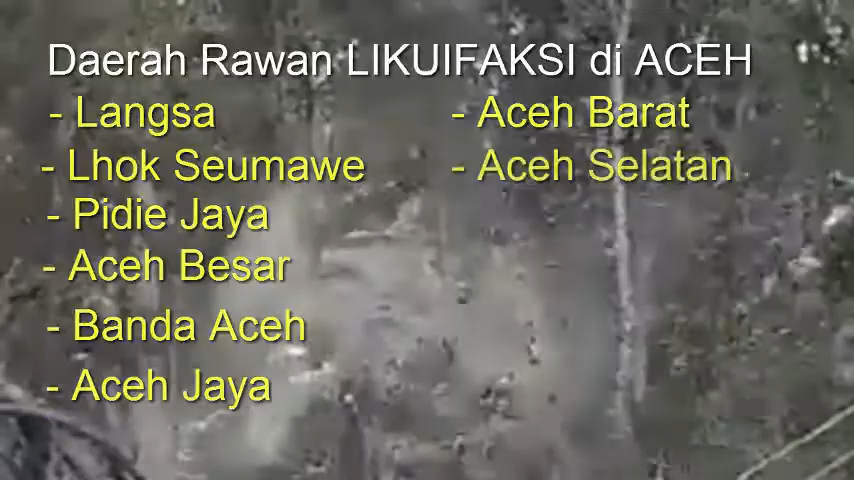 Daerah Rawan LIKUIFAKSI di ACEH
- Langsa
- Lhok Seumawe
- Pidie Jaya
- Aceh Besar
- Banda Aceh
- Aceh Jaya
- Aceh Barat
- Aceh Selatan